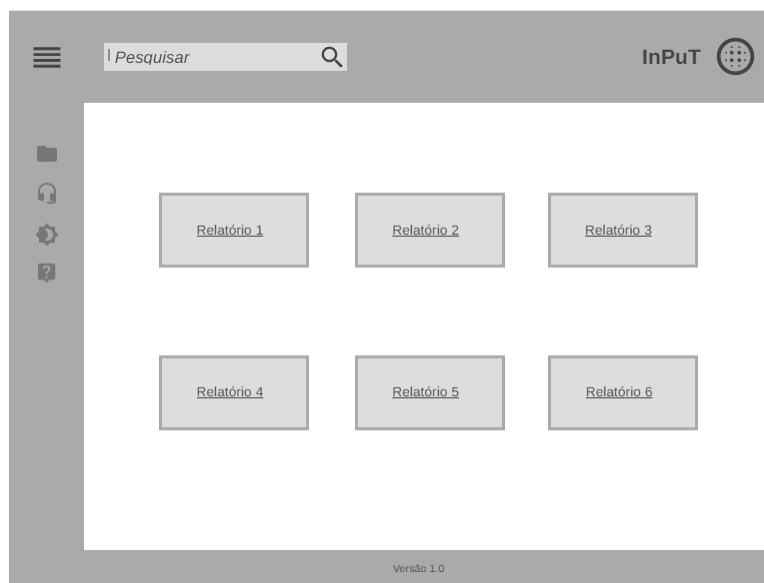 Pesquisar
InPuT
Relatório 1
Relatório 2
Relatório 3
Relatório 4
Relatório 5
Relatório 6
Versão 1.0